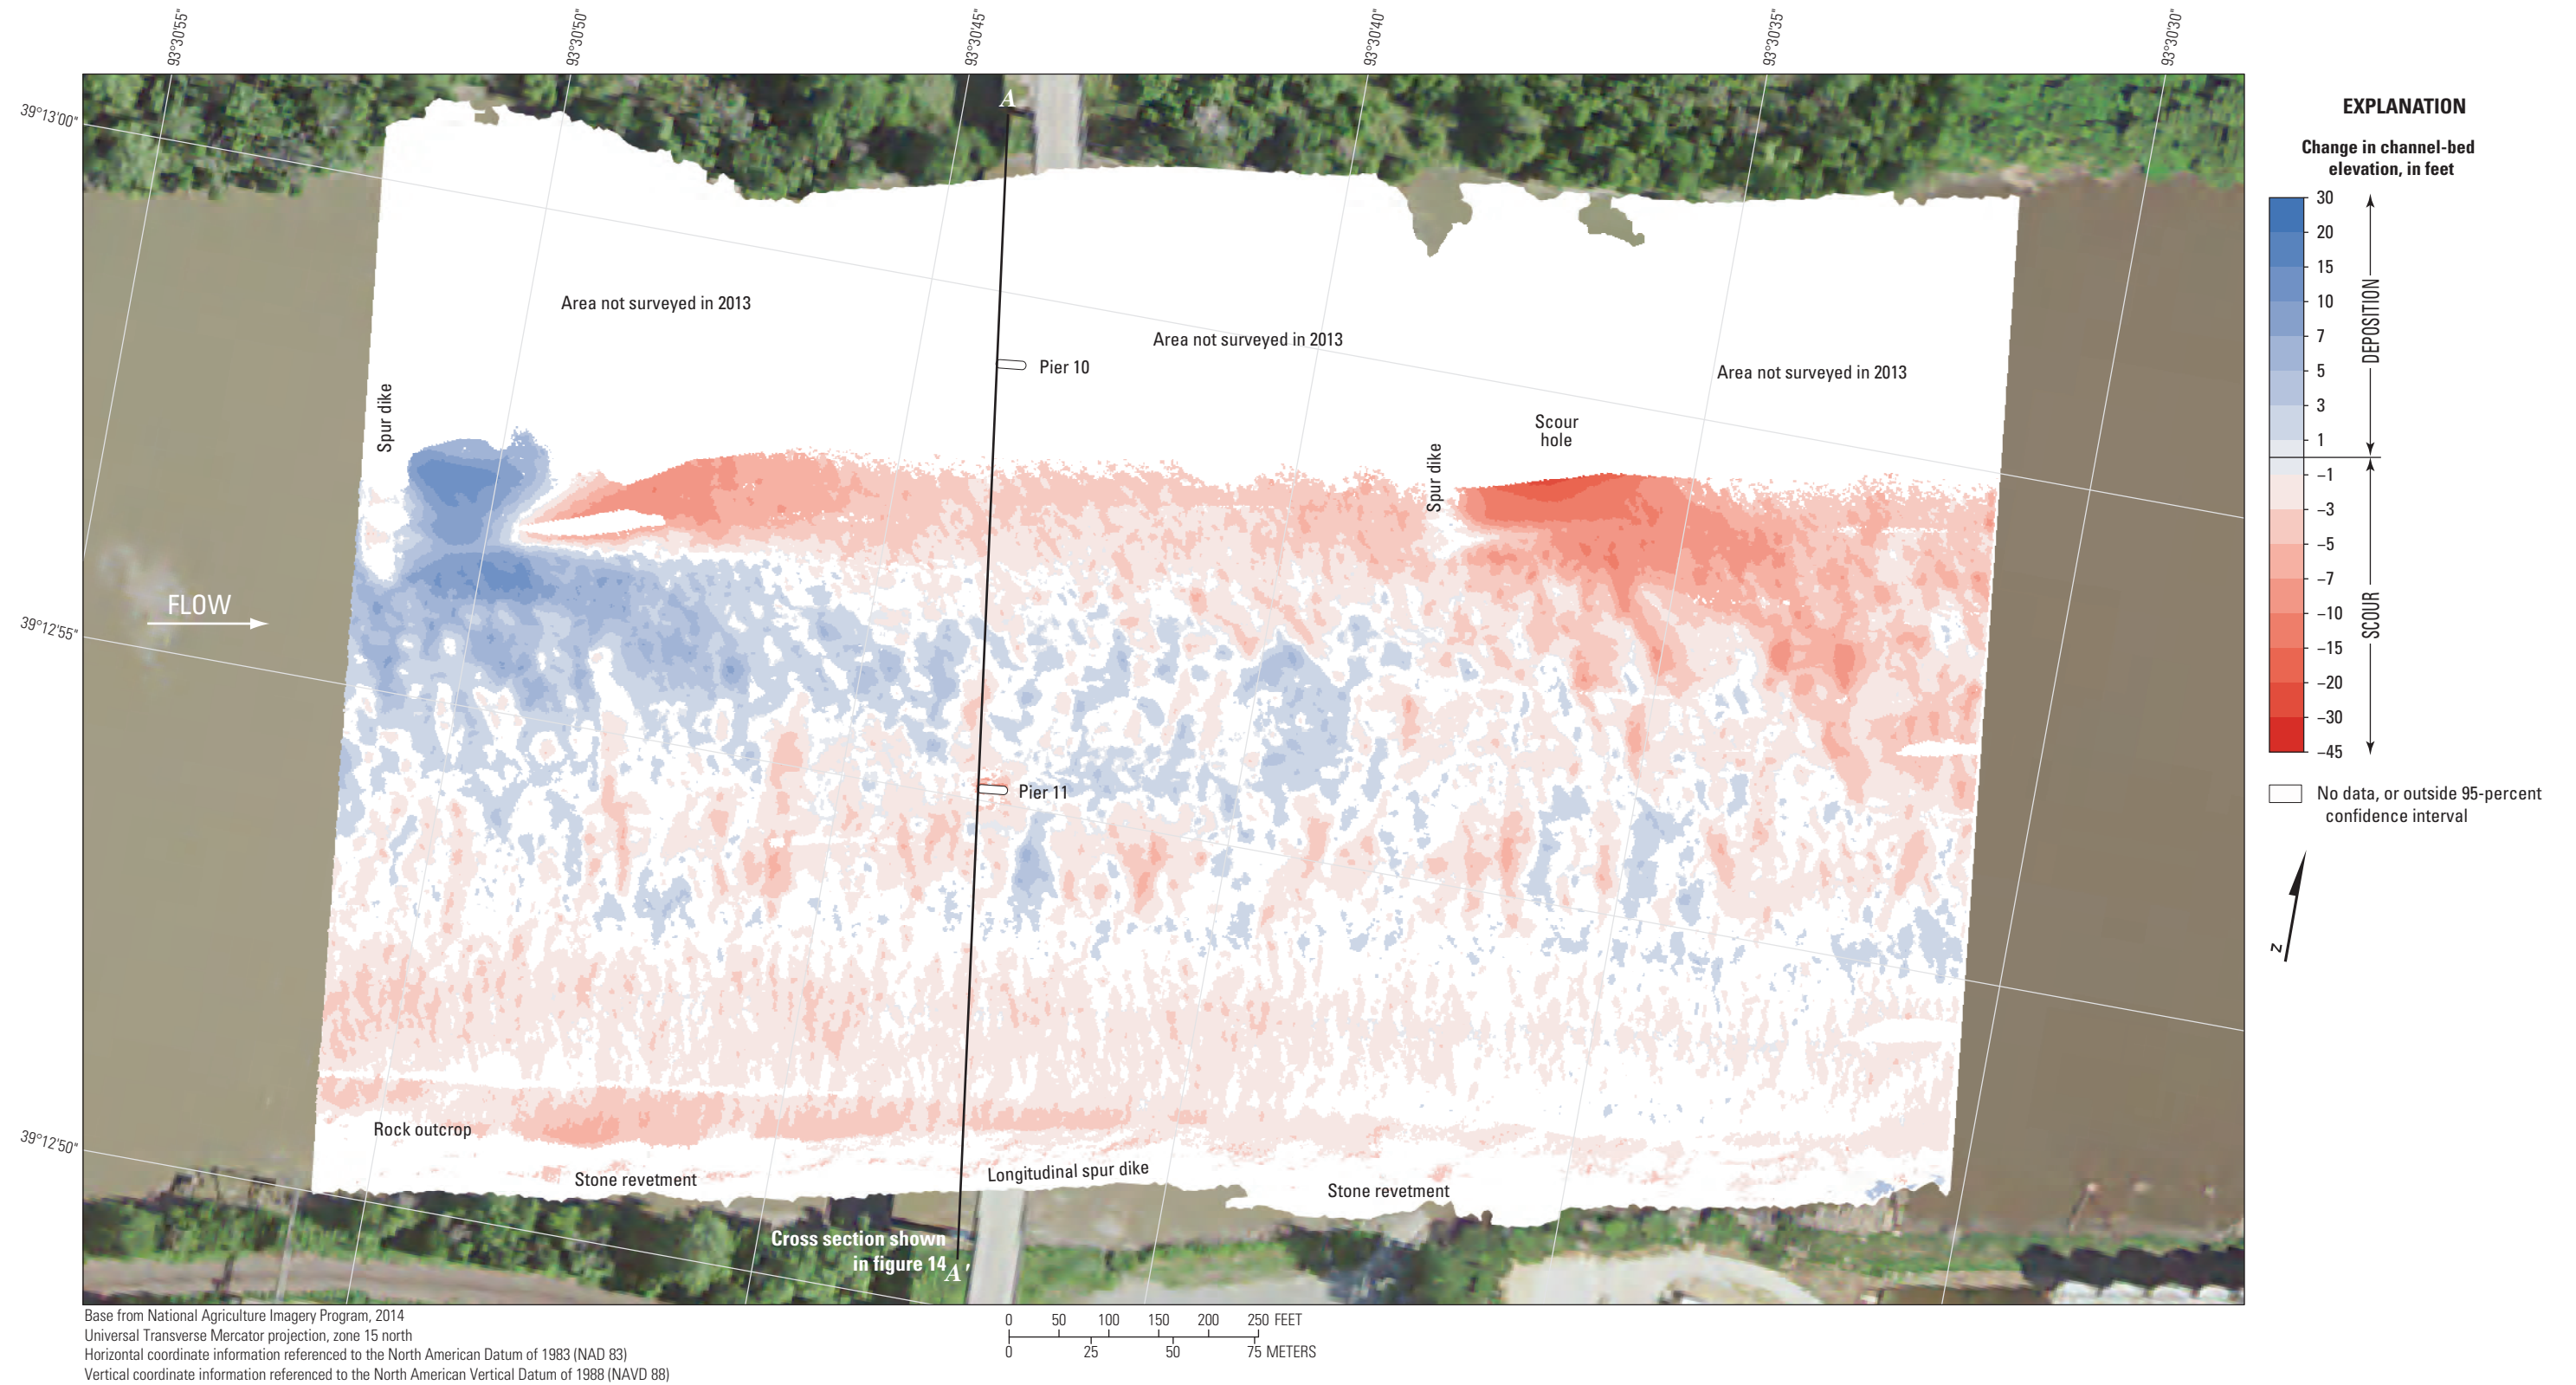 93°30'55"
93°30'50"
93°30'45"
93°30'40"
93°30'35"
93°30'30"
39°13'00"
39°12'55"
39°12'50"
A
Area not surveyed in 2013
Area not surveyed in 2013
Area not surveyed in 2013
Pier 10
Spur dike
Spur dike
Scour
hole
FLOW
Pier 11
Rock outcrop
Stone revetment
Longitudinal spur dike
Stone revetment
Cross section shown
in figure 14
A'
EXPLANATION
Change in channel-bed
elevation, in feet
30
20
15
10
7
5
3
1
−1
−3
−5
−7
−10
−15
−20
−30
−45
DEPOSITION
SCOUR
No data, or outside 95-percent
confidence interval
N
Base from National Agriculture Imagery Program, 2014
Universal Transverse Mercator projection, zone 15 north
Horizontal coordinate information referenced to the North American Datum of 1983 (NAD 83)
Vertical coordinate information referenced to the North American Vertical Datum of 1988 (NAVD 88)
0 50 100 150 200 250 FEET
0 25 50 75 METERS